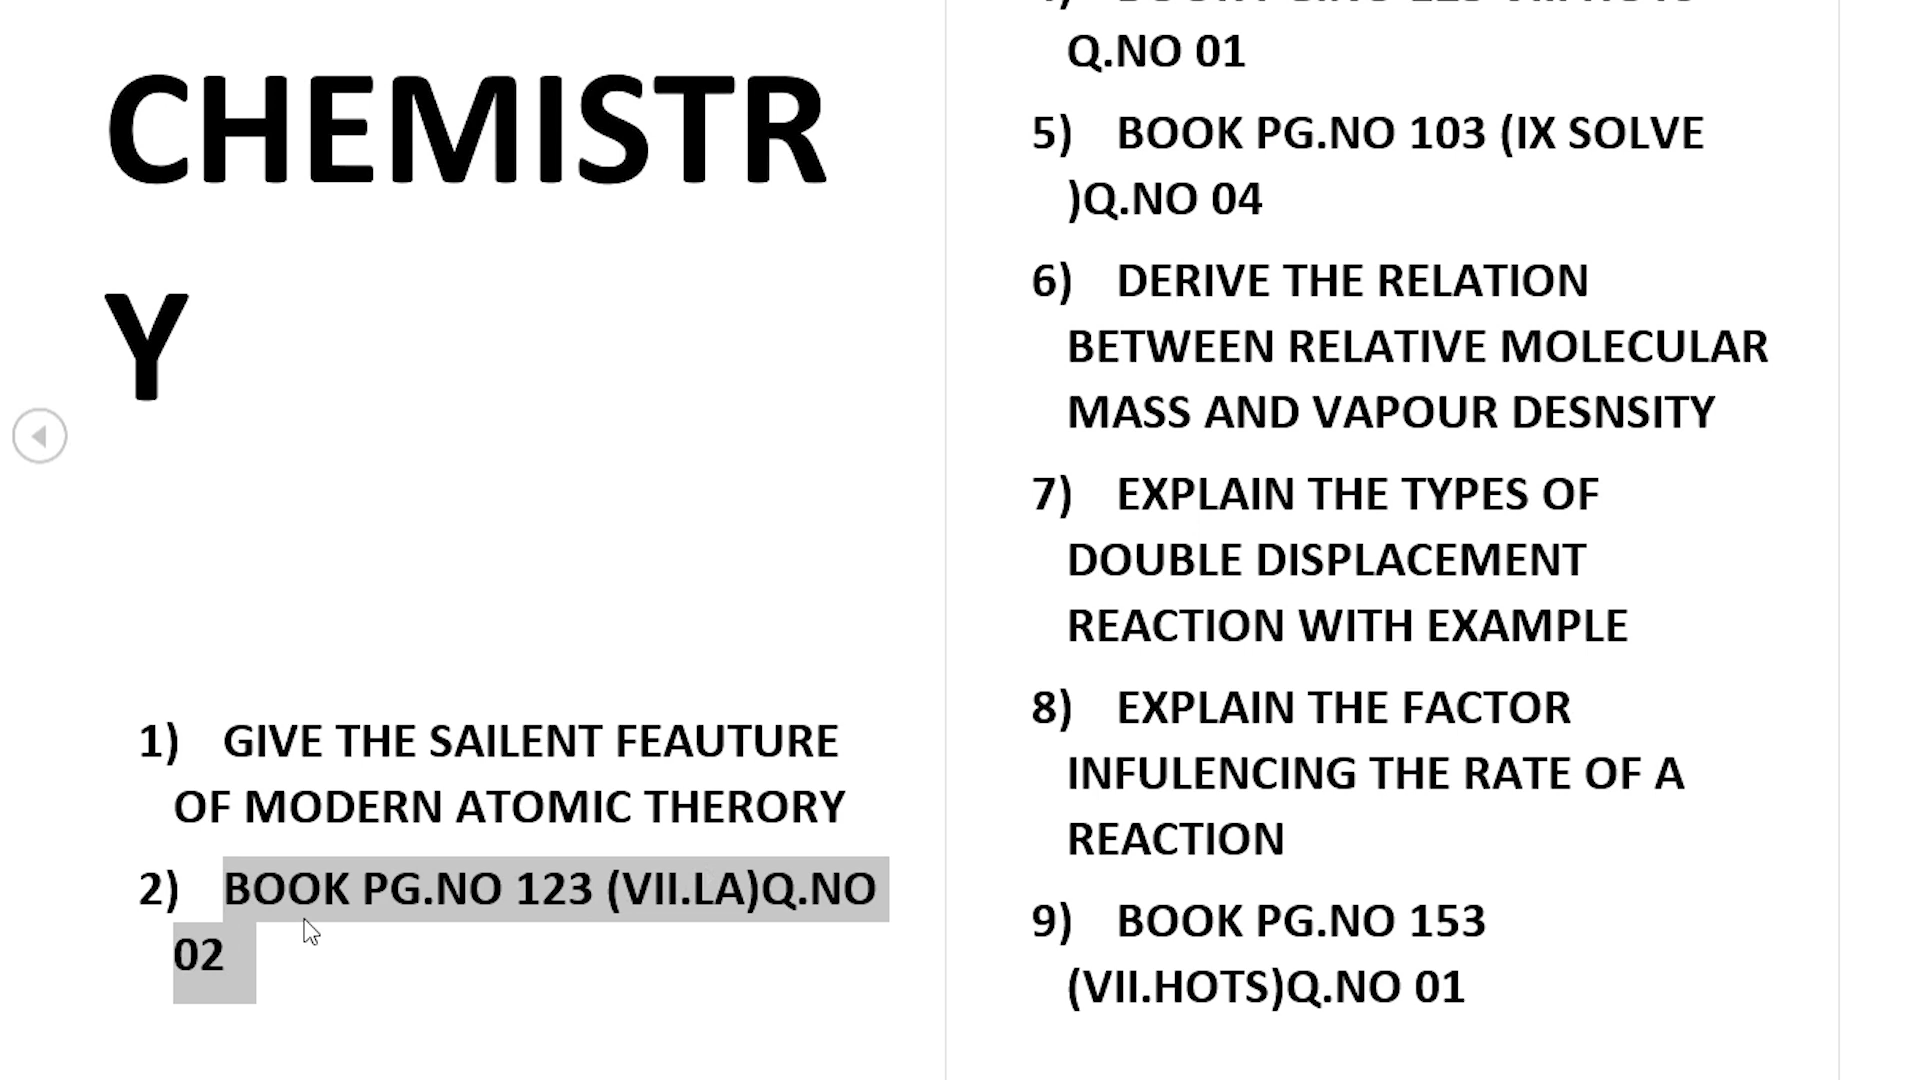 CHEMISTR
Y
1) GIVE THE SAILENT FEAUTURE
OF MODERN ATOMIC THERORY
2) BOOK PG.NO 123 (VII.LA)Q.NO
02
Q.NO 01
5) BOOK PG.NO 103 (IX SOLVE
)Q.NO 04
6) DERIVE THE RELATION
BETWEEN RELATIVE MOLECULAR
MASS AND VAPOUR DESNSITY
7) EXPLAIN THE TYPES OF
DOUBLE DISPLACEMENT
REACTION WITH EXAMPLE
8) EXPLAIN THE FACTOR
INFULENCING THE RATE OF A
REACTION
9) BOOK PG.NO 153
(VII.HOTS)Q.NO 01